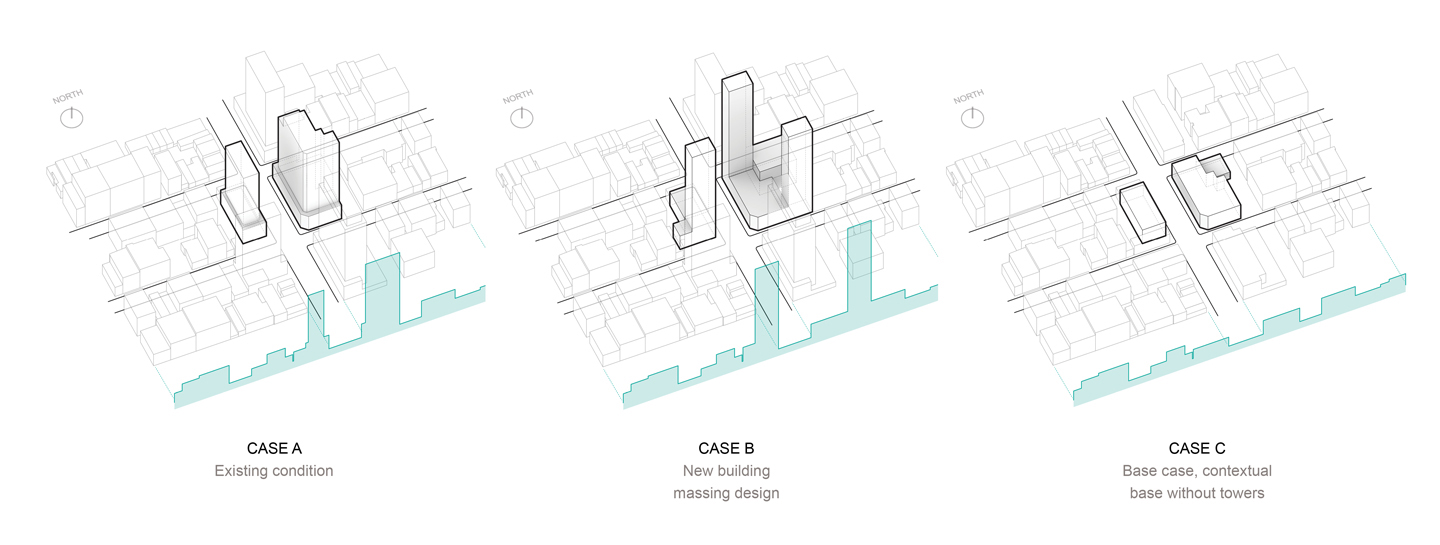 NORTH
NORTH
NORTH
CASE A
Existing condition
CASE B
New building
massing design
CASE C
Base case, contextual
base without towers